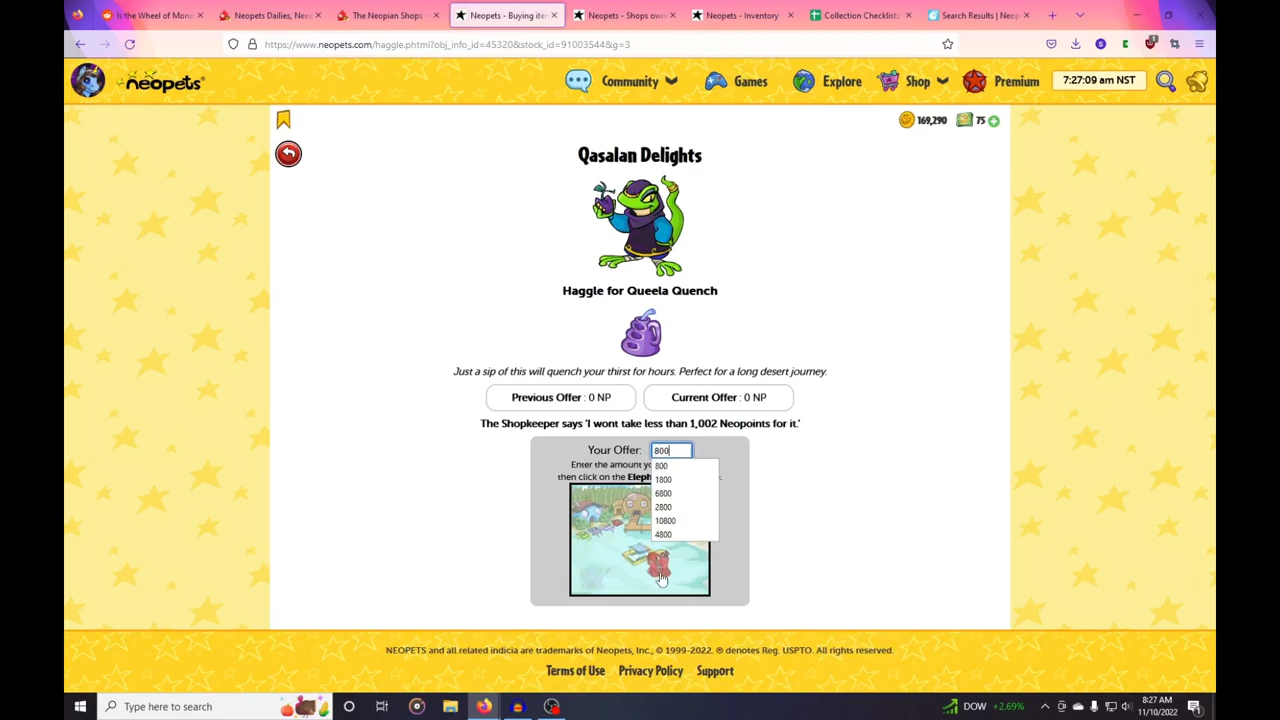 Is the Wheel of Mono
Neopets Dailies, Neop
The Neopian Shops -
Neopets - Buying iter
Neopets - Shops own
Neopets - Inventory
Collection Checklists
Search Results | Neop
https://www.neopets.com/haggle.phtml?obj_info_id=45320&stock_id=91003544&g=3
neopets
Community
Games
Explore
Shop
Premium
7:27:09 am NST
169,290
75
Qasalan Delights
Haggle for Queela Quench
Just a sip of this will quench your thirst for hours. Perfect for a long desert journey.
Previous Offer : 0 NP
Current Offer : 0 NP
The Shopkeeper says 'I wont take less than 1,002 Neopoints for it.'
Your Offer: 800
Enter the amount
then click on the
800
1800
6800
2800
10800
4800
NEOPETS and all related indicia are trademarks of Neopets, Inc., © 1999-2022. ® denotes Reg. USPTO. All rights reserved.
Terms of Use
Privacy Policy
Support
Type here to search
DOW +2.69%
8:27 AM
11/10/2022